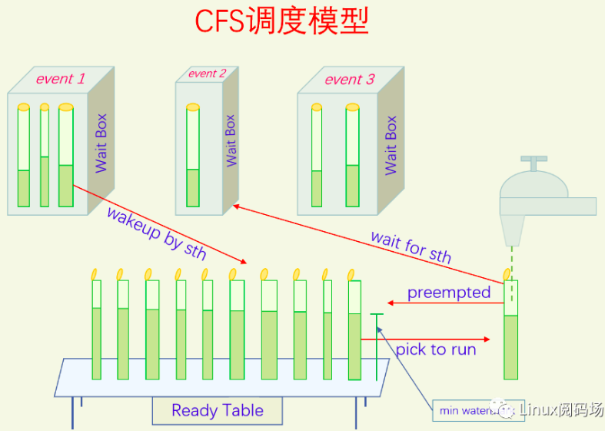 CFS调度模型
event 1
event 2
event 3
Wait Box
Wait Box
Wait Box
wakeup by sth
wait for sth
preempted
pick to run
Ready Table
min water
Linux阅码场